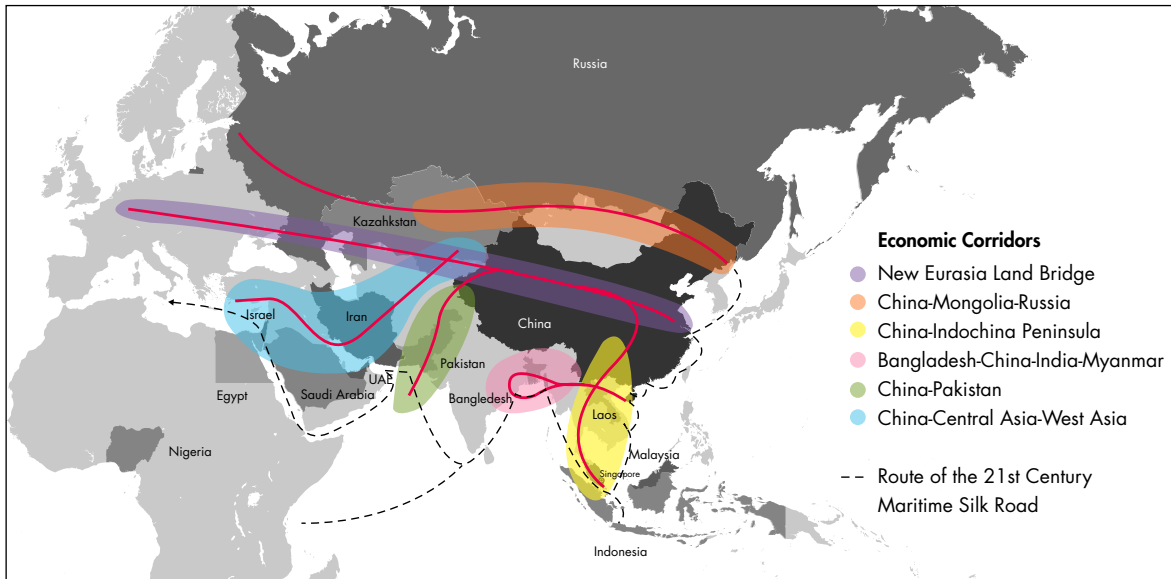 Russia
Kazahkstan
China
Israel
Iran
Pakistan
UAE
Egypt
Saudi Arabia
Bangledesh
Laos
Nigeria
Malaysia
Singapore
Indonesia
Economic Corridors
New Eurasia Land Bridge
China-Mongolia-Russia
China-Indochina Peninsula
Bangladesh-China-India-Myanmar
China-Pakistan
China-Central Asia-West Asia
Route of the 21st Century
Maritime Silk Road